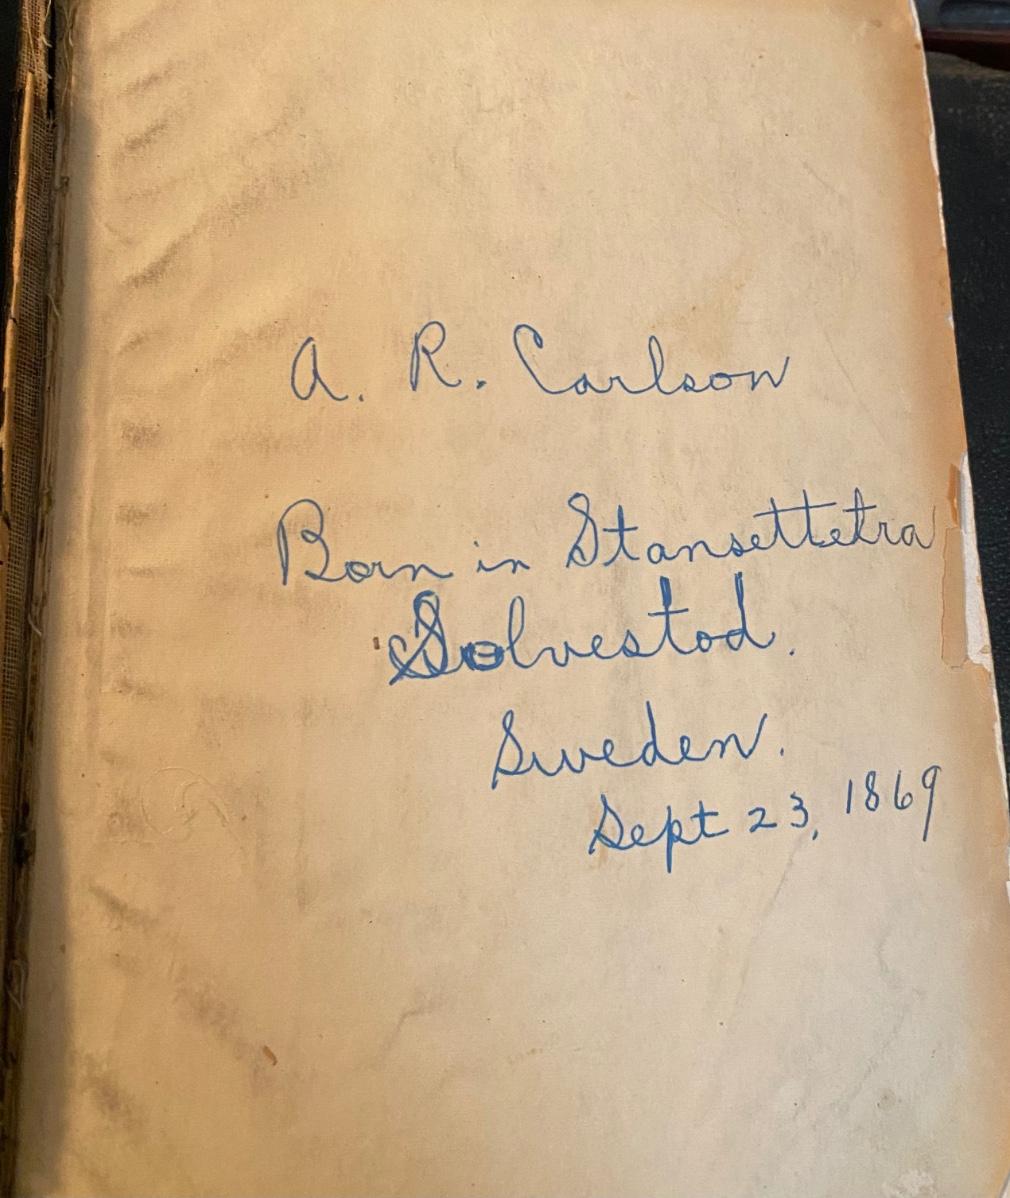 A. R. Carlson
Born in Stansettetra
Solvestod.
Sweden.
Sept 23, 1869